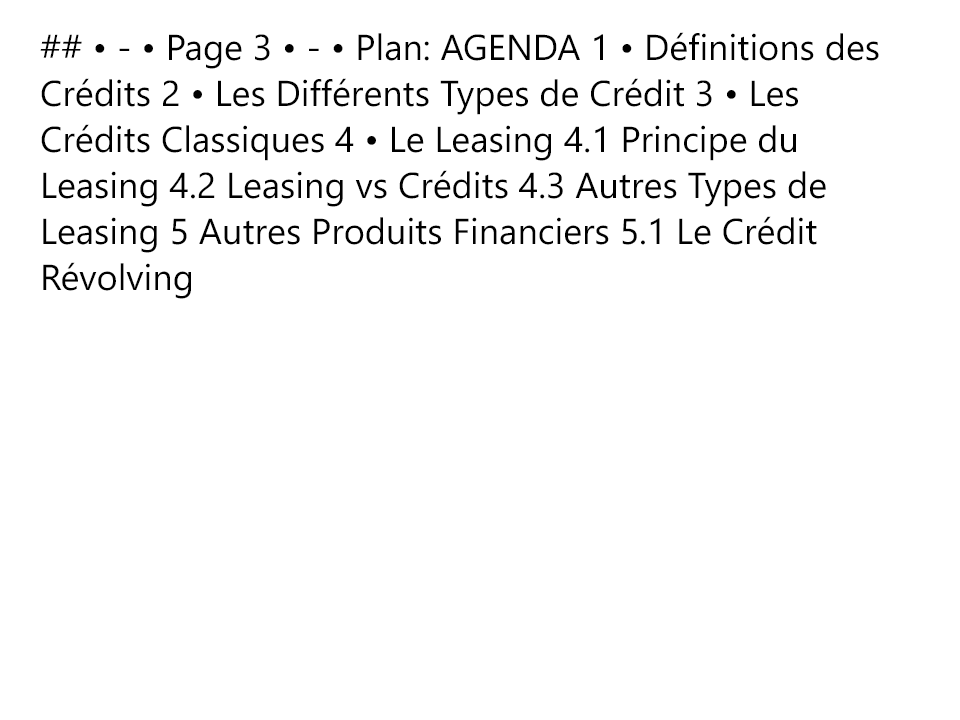 ## • - • Page 3 • - • Plan: AGENDA 1 • Définitions des
Crédits 2 • Les Différents Types de Crédit 3 • Les
Crédits Classiques 4 • Le Leasing 4.1 Principe du
Leasing 4.2 Leasing vs Crédits 4.3 Autres Types de
Leasing 5 Autres Produits Financiers 5.1 Le Crédit
Révolving